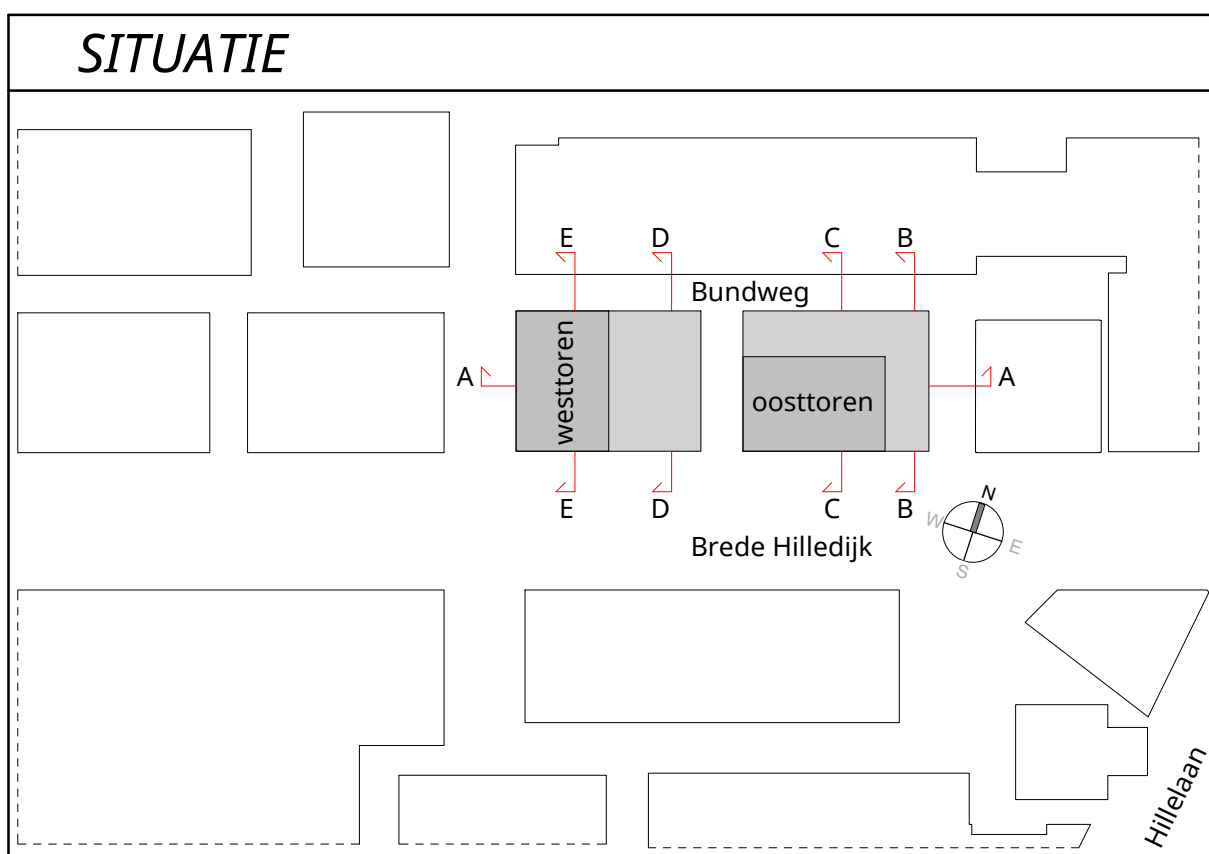 SITUATIE
E D C B
Bundweg
A westtoren oosttoren A
E D C B
N
W
E
S
Brede Hilledijk
Hillelaan